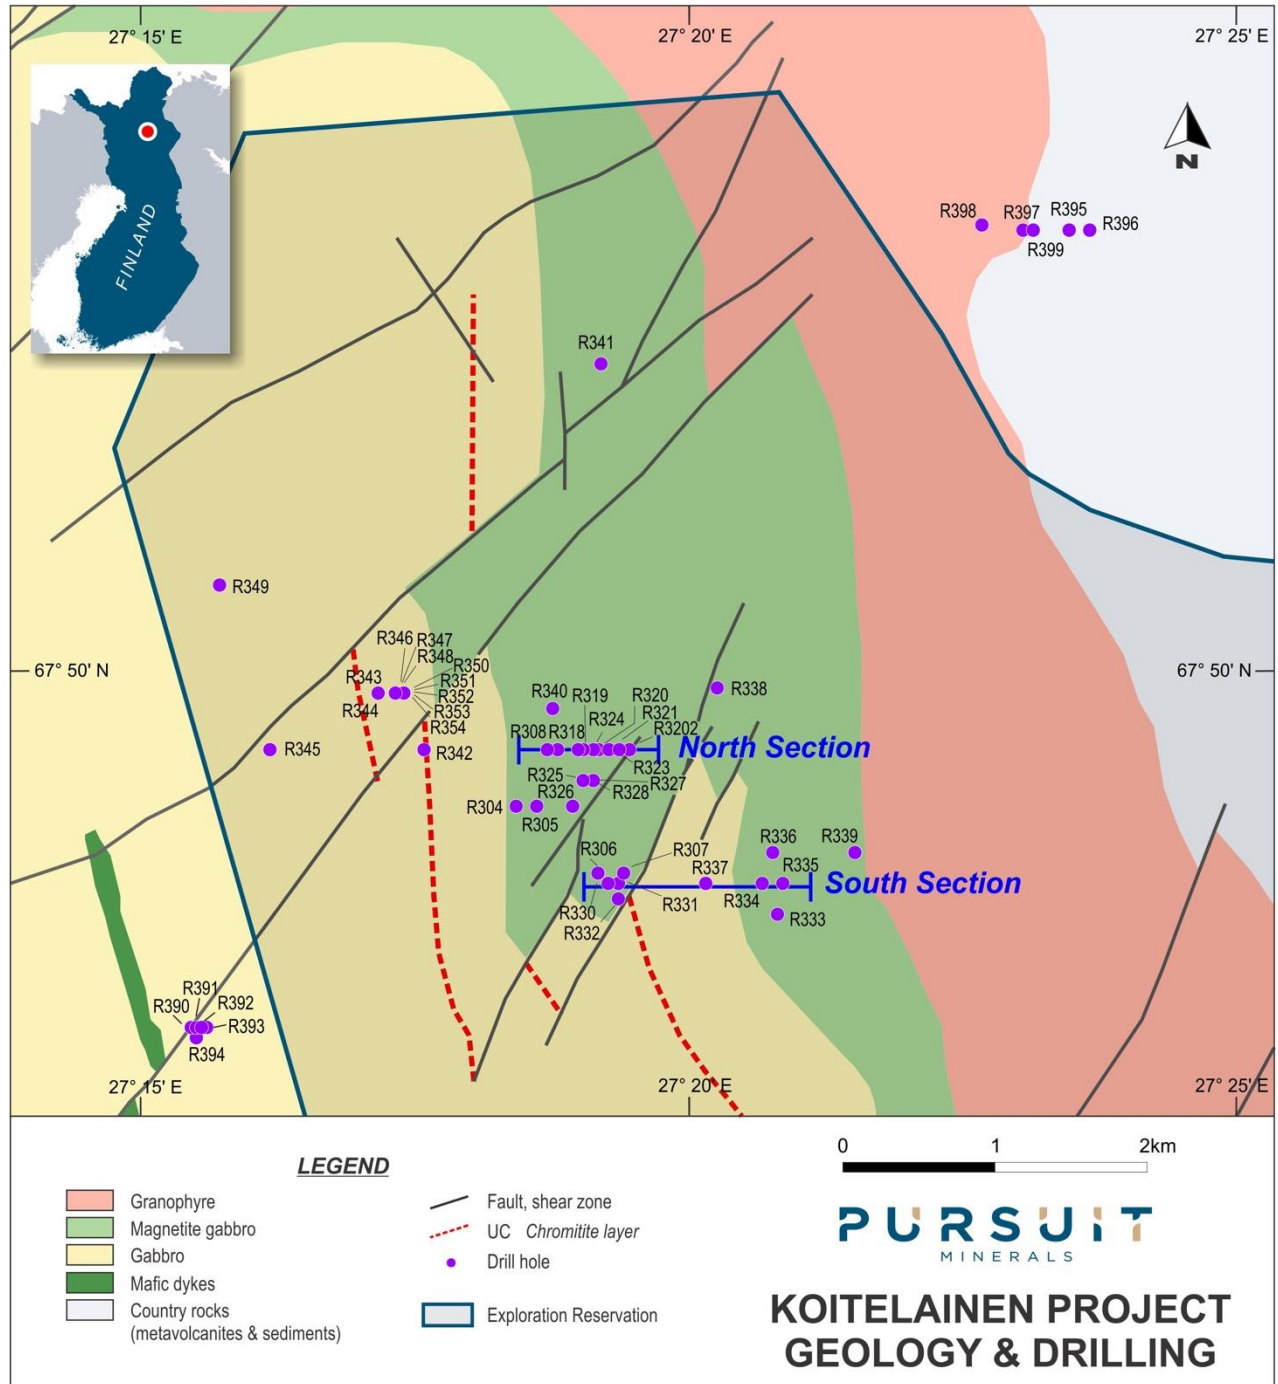 27° 15' E
27° 20' E
27° 25' E
FINLAND
N
R398
R397
R395
R396
R399
R341
R349
67° 50' N
67° 50' N
R346
R347
R348
R343
R350
R351
R344
R352
R353
R354
R345
R342
R340
R319
R320
R338
R308
R318
R324
R321
R3202
North Section
R323
R325
R327
R326
R328
R304
R305
R306
R307
R336
R339
R337
R335
South Section
R334
R331
R330
R333
R332
R391
R390
R392
R393
R394
27° 15' E
27° 20' E
27° 25' E
LEGEND
Granophyre
Magnetite gabbro
Gabbro
Mafic dykes
Country rocks
(metavolcanites & sediments)
Fault, shear zone
UC Chromitite layer
Drill hole
Exploration Reservation
0 1 2km
PURSUIT
MINERALS
KOITELAINEN PROJECT
GEOLOGY & DRILLING